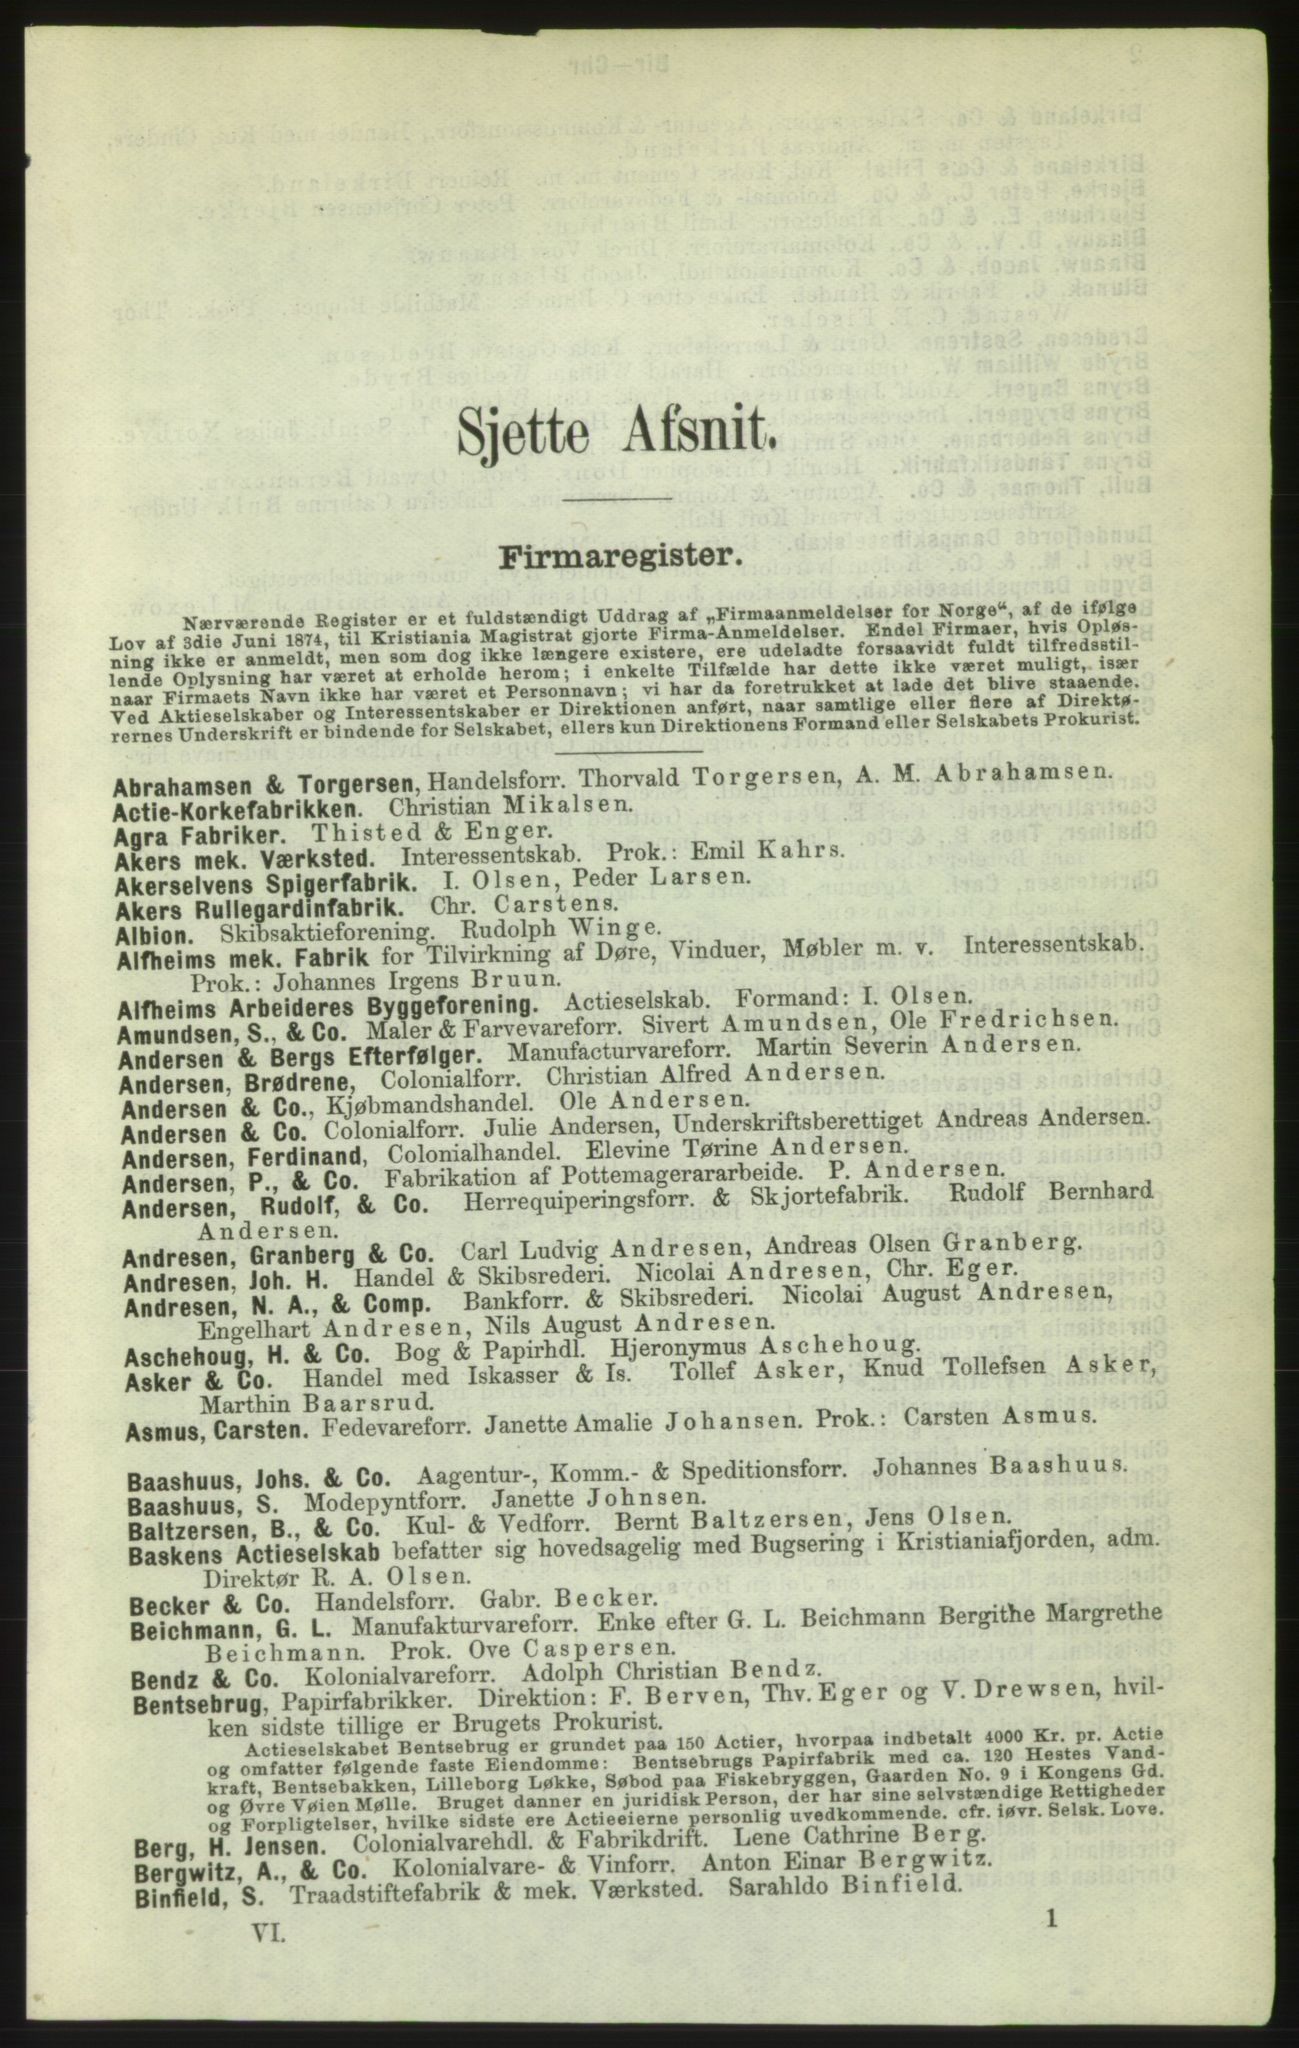 Sjette Afsnit.
Firmaregister.
Nærværende Register er et fuldstændigt Uddrag af „Firmaanmeldelser for Norge“, af de ifølge
Lov af 3die Juni 1874, til Kristiania Magistrat gjorte Firma-Anmeldelser. Endel Firmaer, hvis Opløs-
ning ikke er anmeldt, men som dog ikke længere existere, ere udeladte forsaavidt fuldt tilfredsstil-
lende Oplysning har været at erholde herom; i enkelte Tilfælde har dette ikke været muligt, især
naar Firmaets Navn ikke har været et Personnavn; vi har da foretrukket at lade det blive staaende.
Ved Aktieselskaber og Interessentskaber er Direktionen anført, naar samtlige eller flere af Direktø-
rernes Underskrift er bindende for Selskabet, ellers kun Direktionens Formand eller Selskabets Prokurist.
Abrahamsen & Torgersen, Handelsforr. Thorvald Torgersen, A. M. Abrahamsen.
Actie-Korkefabrikken. Christian Mikalsen.
Agra Fabriker. Thisted & Enger.
Akers mek. Værksted. Interessentskab. Prok.: Emil Kahrs.
Akerselvens Spigerfabrik. I. Olsen, Peder Larsen.
Akers Rullegardinfabrik. Chr. Carstens.
Albion. Skibsaktieforening. Rudolph Winge.
Alfheims mek. Fabrik for Tilvirkning af Døre, Vinduer, Møbler m. v. Interessentskab.
Prok.: Johannes Irgens Bruun.
Alfheims Arbeideres Byggeforening. Actieselskab. Formand: I. Olsen.
Amundsen, S., & Co. Maler & Farvevareforr. Sivert Amundsen, Ole Fredrichsen.
Andersen & Bergs Efterfølger. Manufacturvareforr. Martin Severin Andersen.
Andersen, Brødrene, Colonialforr. Christian Alfred Andersen.
Andersen & Co., Kjøbmandshandel. Ole Andersen.
Andersen & Co. Colonialforr. Julie Andersen, Underskriftsberettiget Andreas Andersen.
Andersen, Ferdinand, Colonialhandel. Elevine Tørine Andersen.
Andersen, P., & Co. Fabrikation af Pottemagerararbeide. P. Andersen.
Andersen, Rudolf, & Co. Herrequiperingsforr. & Skjortefabrik. Rudolf Bernhard
Andersen.
Andresen, Granberg & Co. Carl Ludvig Andresen, Andreas Olsen Granberg.
Andresen, Joh. H. Handel & Skibsrederi. Nicolai Andresen, Chr. Eger.
Andresen, N. A., & Comp. Bankforr. & Skibsrederi. Nicolai August Andresen,
Engelhart Andresen, Nils August Andresen.
Aschehoug, H. & Co. Bog & Papirhdl. Hjeronymus Aschehoug.
Asker & Co. Handel med Iskasser & Is. Tollef Asker, Knud Tollefsen Asker,
Marthin Baarsrud.
Asmus, Carsten. Fedevareforr. Janette Amalie Johansen. Prok.: Carsten Asmus.
Baashuus, Johs. & Co. Aagentur-, Komm.- & Speditionsforr. Johannes Baashuus.
Baashuus, S. Modepyntforr. Janette Johnsen.
Baltzersen, B., & Co. Kul- & Vedforr. Bernt Baltzersen, Jens Olsen.
Baskens Actieselskab befatter sig hovedsagelig med Bugsering i Kristianiafjorden, adm.
Direktør R. A. Olsen.
Becker & Co. Handelsforr. Gabr. Becker.
Beichmann, G. L. Manufakturvareforr. Enke efter G. L. Beichmann Bergithe Margrethe
Beichmann. Prok. Ove Caspersen.
Bendz & Co. Kolonialvareforr. Adolph Christian Bendz.
Bentsebrug, Papirfabrikker. Direktion: F. Berven, Thv. Eger og V. Drewsen, hvil-
ken sidste tillige er Brugets Prokurist.
Actieselskabet Bentsebrug er grundet paa 150 Actier, hvorpaa indbetalt 4000 Kr. pr. Actie
og omfatter følgende faste Eiendomme: Bentsebrugs Papirfabrik med ca. 120 Hestes Vand-
kraft, Bentsebakken, Lilleborg Løkke, Søbod paa Fiskebryggen, Gaarden No. 9 i Kongens Gd.
og Øvre Vøien Mølle. Bruget danner en juridisk Person, der har sine selvstændige Rettigheder
og Forpligtelser, hvilke sidste ere Actieeierne personlig uvedkommende. cfr. iøvr. Selsk. Love.
Berg, H. Jensen. Colonialvarehdl. & Fabrikdrift. Lene Cathrine Berg.
Bergwitz, A., & Co. Kolonialvare- & Vinforr. Anton Einar Bergwitz.
Binfield, S. Traadstiftefabrik & mek. Værksted. Sarahldo Binfield.
VI. 1